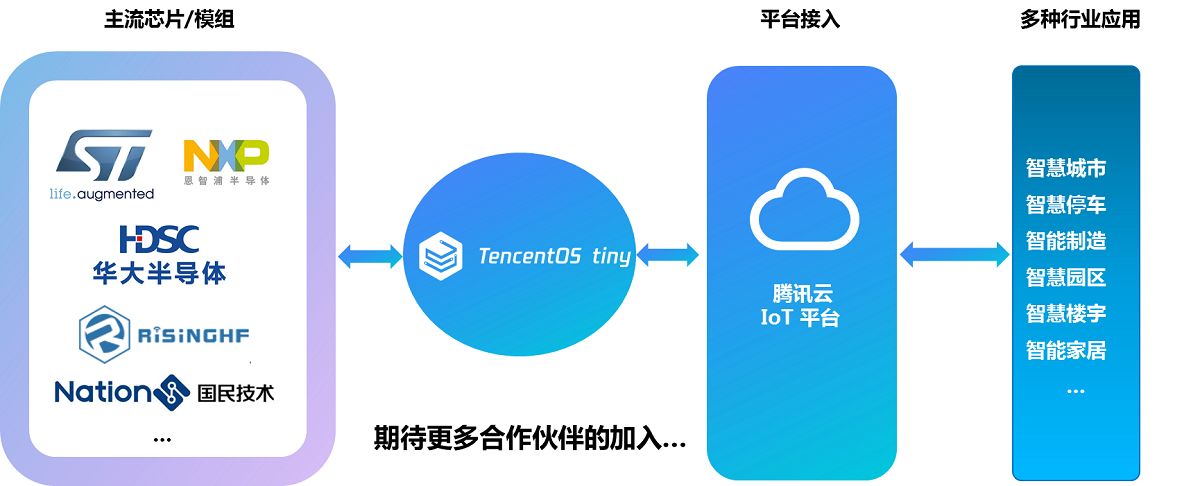 主流芯片/模组
平台接入
多种行业应用
ST
life.augmented
NXP
恩智浦半导体
HDSC
华大半导体
RiSiNGHF
Nation
国民技术
...
TencentOS tiny
期待更多合作伙伴的加入...
腾讯云
IoT 平台
智慧城市
智慧停车
智能制造
智慧园区
智慧楼宇
智能家居
...